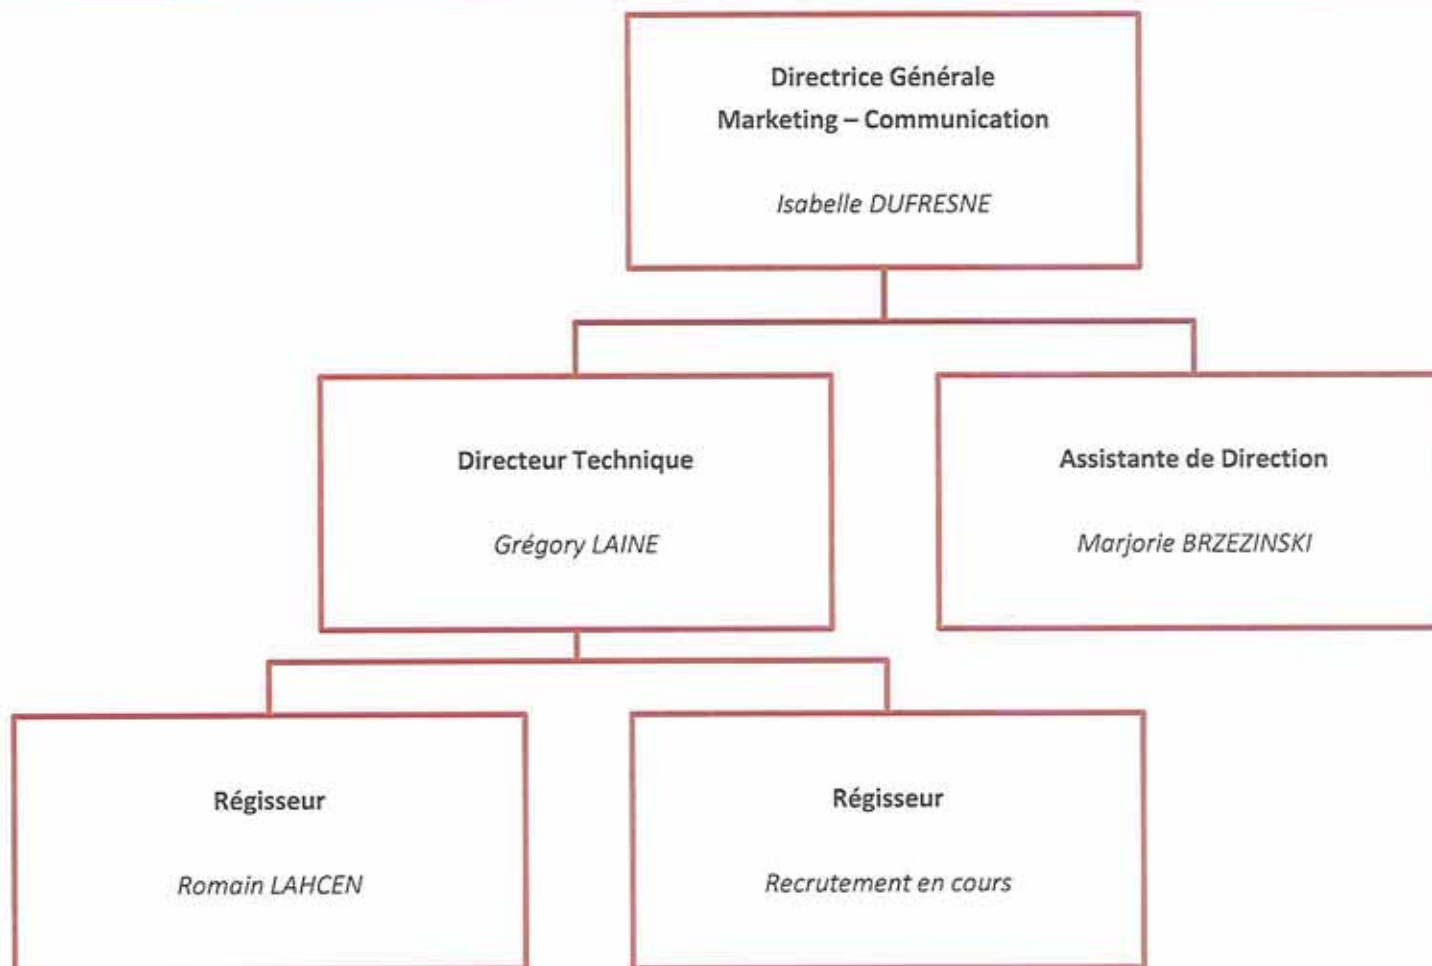 Directrice Générale
Marketing – Communication
Isabelle DUFRESNE
Directeur Technique
Grégory LAINE
Assistante de Direction
Marjorie BRZEZINSKI
Régisseur
Romain LAHCEN
Régisseur
Recrutement en cours